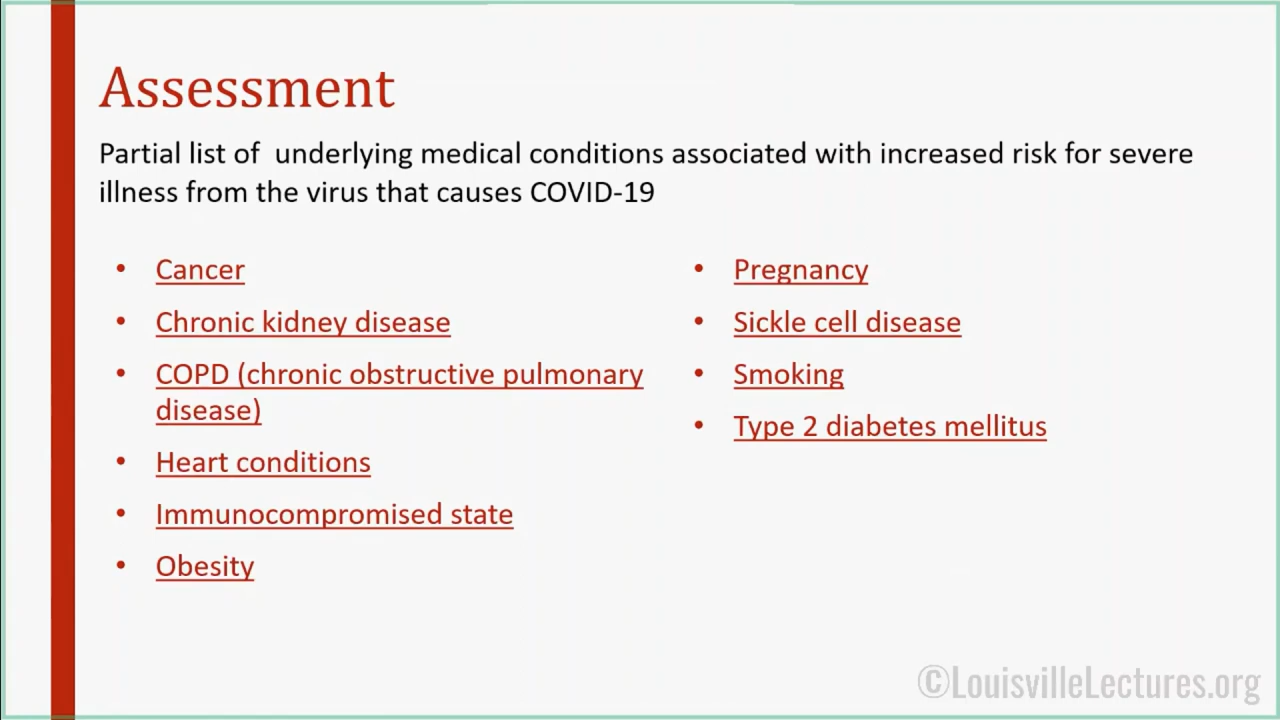 Assessment
Partial list of  underlying medical conditions associated with increased risk for severe
illness from the virus that causes COVID-19
• Cancer
• Chronic kidney disease
• COPD (chronic obstructive pulmonary
disease)
• Heart conditions
• Immunocompromised state
• Obesity
• Pregnancy
• Sickle cell disease
• Smoking
• Type 2 diabetes mellitus
©LouisvilleLectures.org